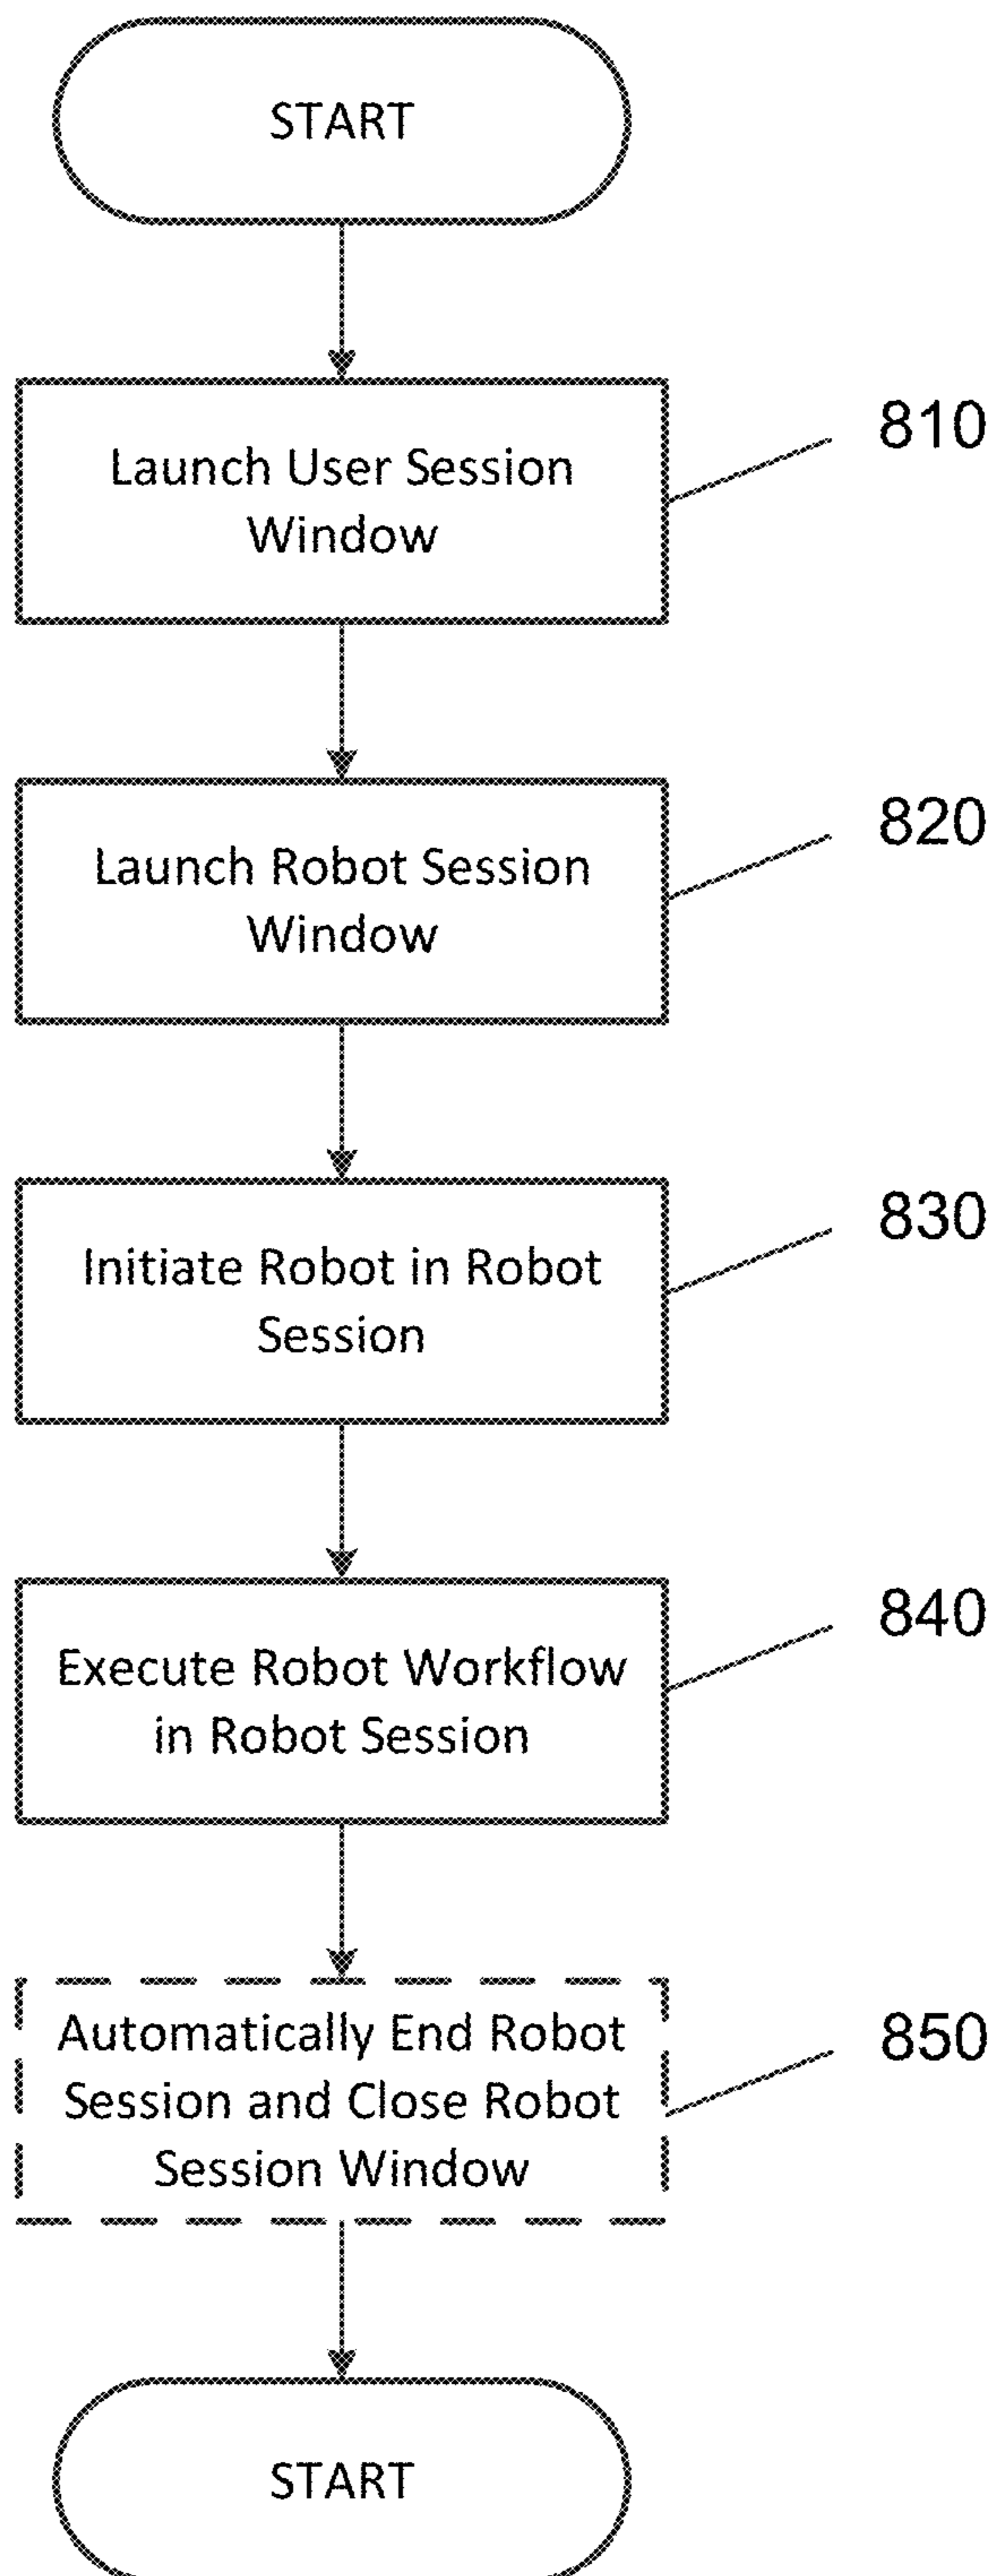 START
Launch User Session
Window
810
Launch Robot Session
Window
820
Initiate Robot in Robot
Session
830
Execute Robot Workflow
in Robot Session
840
Automatically End Robot
Session and Close Robot
Session Window
850
START